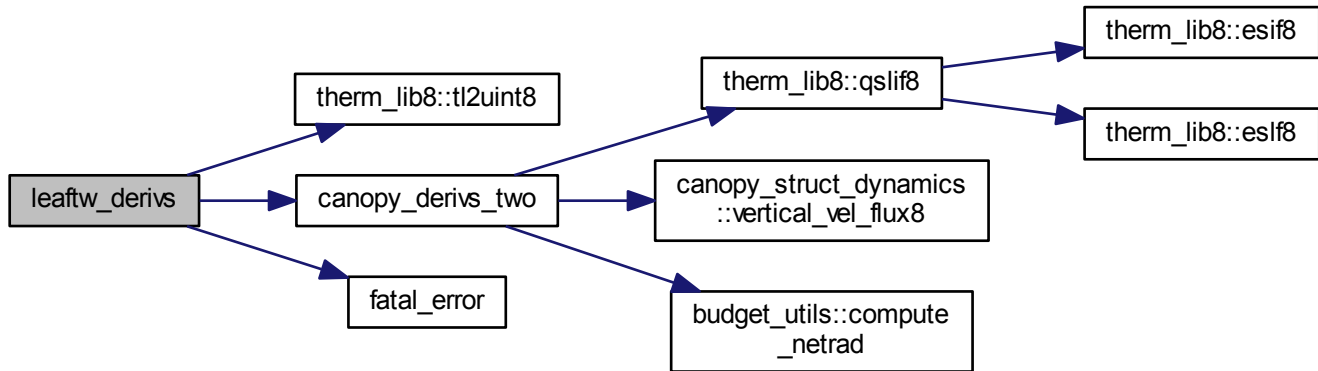 leaftw_derivs
therm_lib8::tl2uint8
canopy_derivs_two
fatal_error
therm_lib8::qslif8
canopy_struct_dynamics
::vertical_vel_flux8
budget_utils::compute
_netrad
therm_lib8::esif8
therm_lib8::eslf8